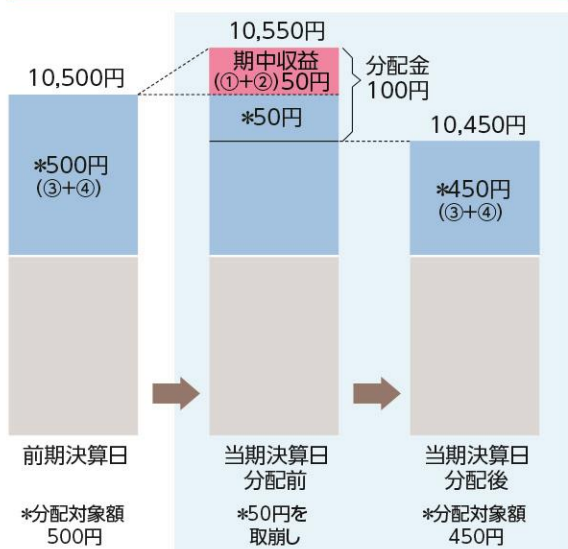 10,500円
*500円
(③+④)
前期決算日
*分配対象額
500円
10,550円
期中収益
(①+②)50円
*50円
分配金
100円
当期決算日
分配前
*50円を
取崩し
10,450円
*450円
(③+④)
当期決算日
分配後
*分配対象額
450円